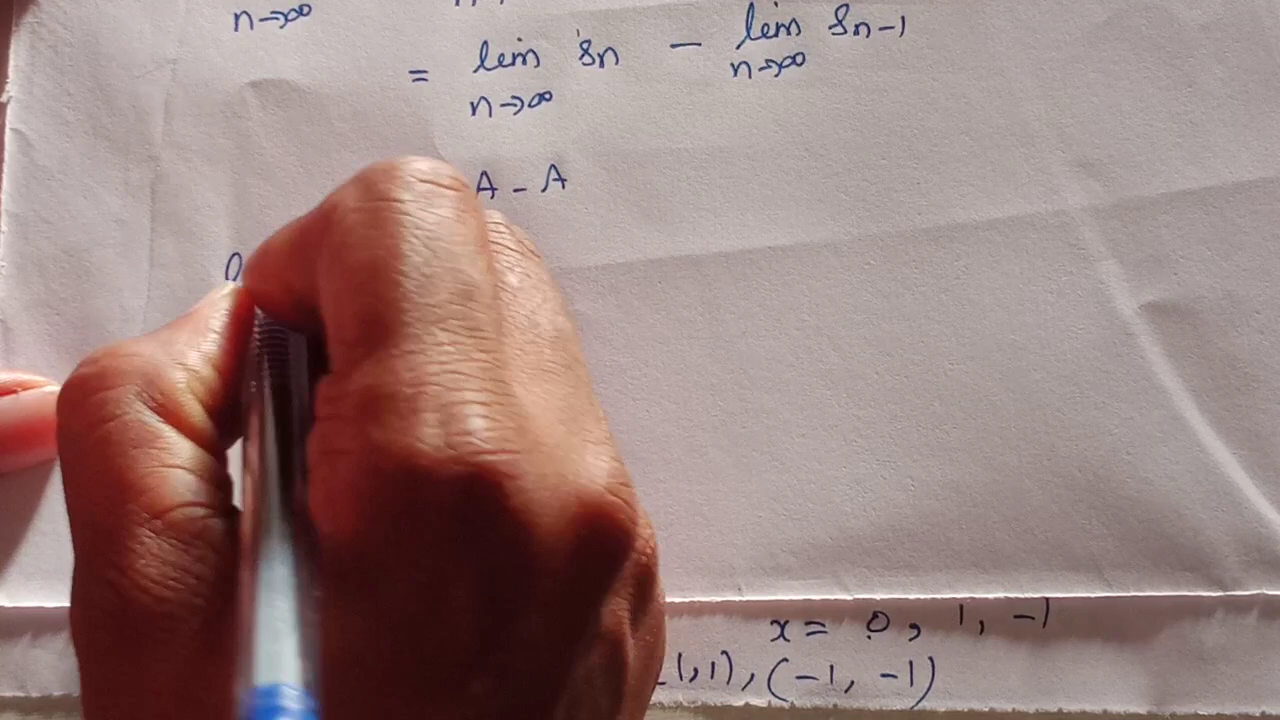 n→∞
= lim Sn − lim Sn−1
n→∞ n→∞
A − A
x = 0, 1, −1
1,1), (−1, −1)